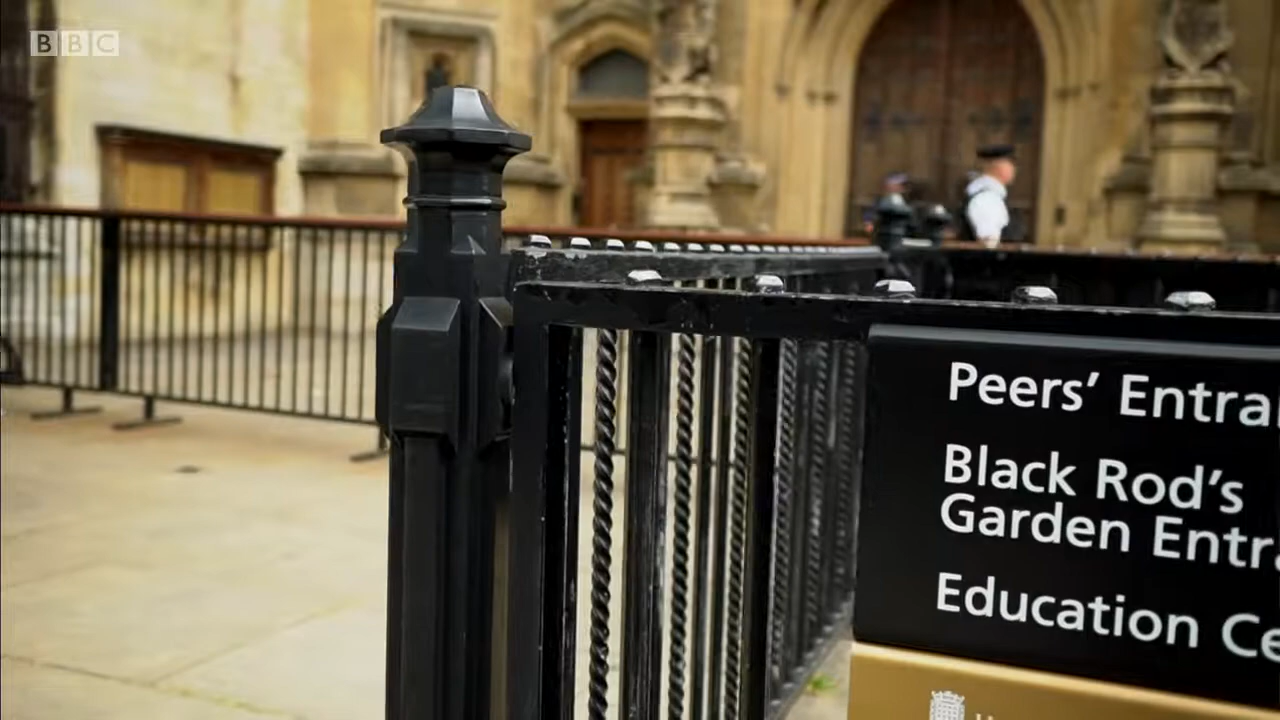 BBC
Peers’ Entra
Black Rod’s
Garden Entr
Education Ce